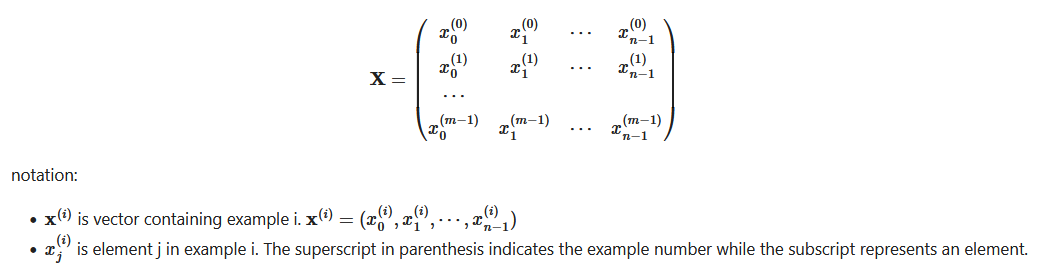 $$\mathbf{X} = \begin{pmatrix} x_0^{(0)} & x_1^{(0)} & \cdots & x_{n-1}^{(0)} \\ x_0^{(1)} & x_1^{(1)} & \cdots & x_{n-1}^{(1)} \\ \cdots \\ x_0^{(m-1)} & x_1^{(m-1)} & \cdots & x_{n-1}^{(m-1)} \end{pmatrix}$$
notation:
• $\mathbf{x}^{(i)}$ is vector containing example i. $\mathbf{x}^{(i)} = (x_0^{(i)}, x_1^{(i)}, \cdots, x_{n-1}^{(i)})$
• $x_j^{(i)}$ is element j in example i. The superscript in parenthesis indicates the example number while the subscript represents an element.